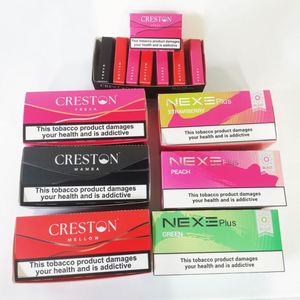 CRESTON
This tobacco product damages
your health and is addictive
CRESTON
FRESH
This tobacco product damages
your health and is addictive
NEXE Plus
STRAWBERRY
This tobacco product damages
your health and is addictive
CRESTON
MAMBA
This tobacco product damages
your health and is addictive
NEXE Plus
PEACH
This tobacco product damages
your health and is addictive
CRESTON
MELLOW
This tobacco product damages
your health and is addictive
NEXE Plus
GREEN
This tobacco product damages
your health and is addictive